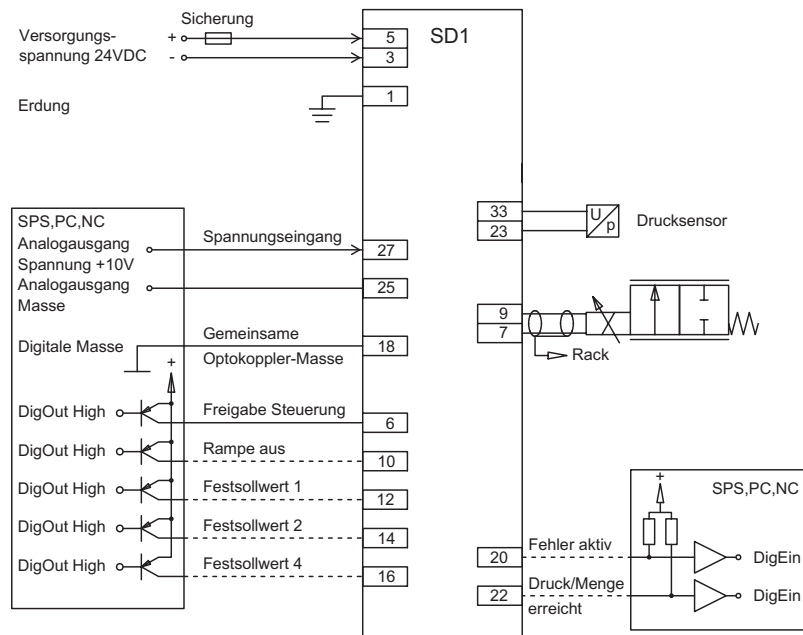 Sicherung
Versorgungs-
spannung 24VDC
+
-
5
3
SD1
Erdung
1
SPS,PC,NC
Analogausgang
Spannung +10V
Spannungseingang
27
Analogausgang
Masse
25
Digitale Masse
Gemeinsame
Optokoppler-Masse
18
+
DigOut High
Freigabe Steuerung
6
DigOut High
Rampe aus
10
DigOut High
Festsollwert 1
12
DigOut High
Festsollwert 2
14
DigOut High
Festsollwert 4
16
33
23
U
p
Drucksensor
9
7
Rack
SPS,PC,NC
+
20
Fehler aktiv
DigEin
22
Druck/Menge
erreicht
DigEin